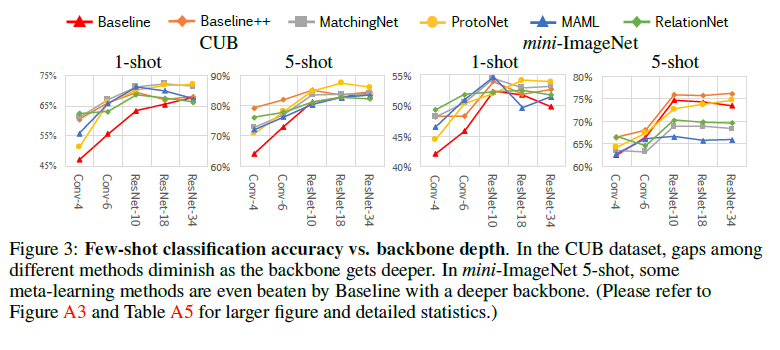 Baseline Baseline++ MatchingNet ProtoNet MAML RelationNet
CUB mini-ImageNet
1-shot 5-shot 1-shot 5-shot
75%
65%
55%
45%
Conv-4
Conv-6
ResNet-10
ResNet-18
ResNet-34
90%
80%
70%
60%
Conv-4
Conv-6
ResNet-10
ResNet-18
ResNet-34
55%
50%
45%
40%
Conv-4
Conv-6
ResNet-10
ResNet-18
ResNet-34
80%
75%
70%
65%
60%
Conv-4
Conv-6
ResNet-10
ResNet-18
ResNet-34
Figure 3: Few-shot classification accuracy vs. backbone depth. In the CUB dataset, gaps among
different methods diminish as the backbone gets deeper. In mini-ImageNet 5-shot, some
meta-learning methods are even beaten by Baseline with a deeper backbone. (Please refer to
Figure A3 and Table A5 for larger figure and detailed statistics.)